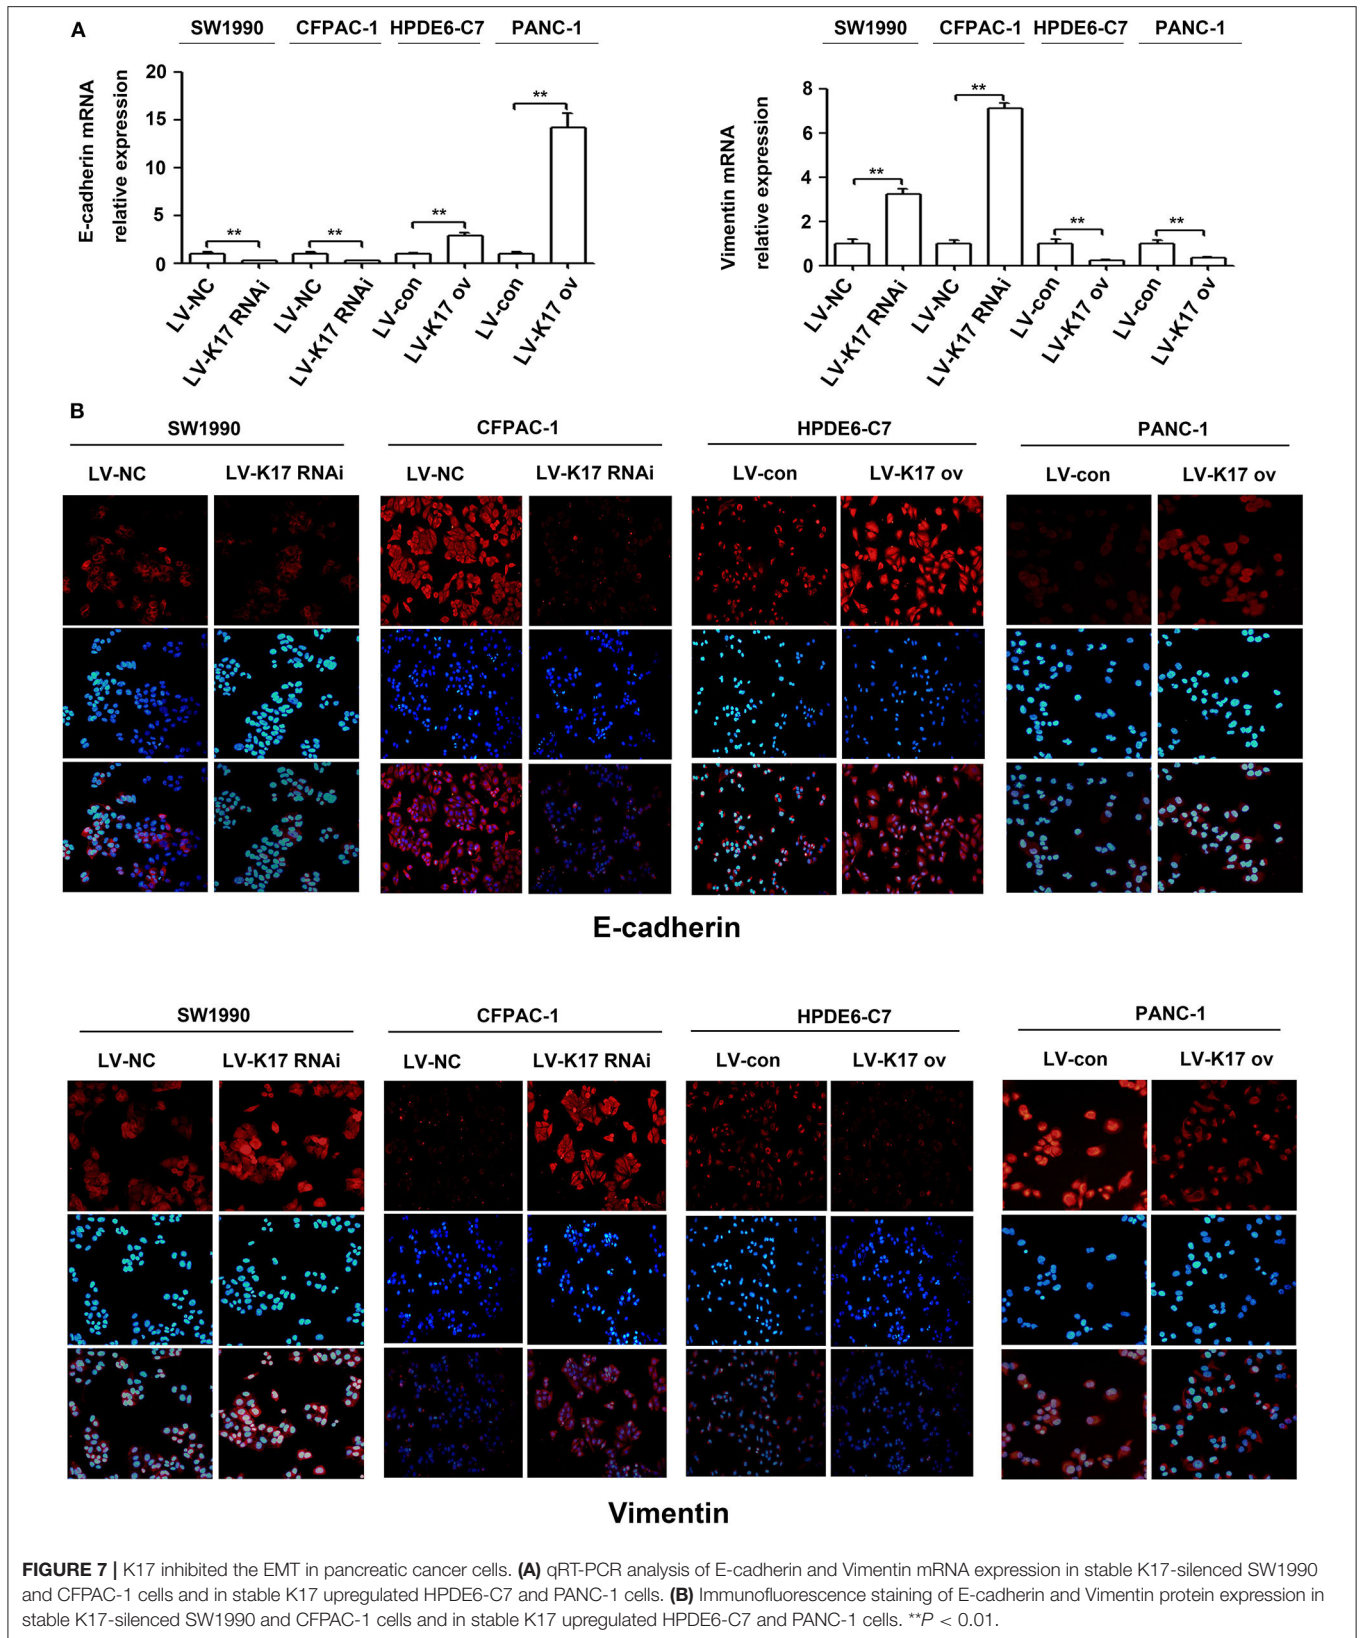 A
SW1990 CFPAC-1 HPDE6-C7 PANC-1
E-cadherin mRNA
relative expression
20
15
10
5
0
** ** ** **
LV-NC LV-K17 RNAi LV-NC LV-K17 RNAi LV-con LV-K17 ov LV-con LV-K17 ov
SW1990 CFPAC-1 HPDE6-C7 PANC-1
Vimentin mRNA
relative expression
8
6
4
2
0
** ** ** **
LV-NC LV-K17 RNAi LV-NC LV-K17 RNAi LV-con LV-K17 ov LV-con LV-K17 ov
B
SW1990 CFPAC-1 HPDE6-C7 PANC-1
LV-NC LV-K17 RNAi LV-NC LV-K17 RNAi LV-con LV-K17 ov LV-con LV-K17 ov
E-cadherin
SW1990 CFPAC-1 HPDE6-C7 PANC-1
LV-NC LV-K17 RNAi LV-NC LV-K17 RNAi LV-con LV-K17 ov LV-con LV-K17 ov
Vimentin
FIGURE 7 | K17 inhibited the EMT in pancreatic cancer cells. (A) qRT-PCR analysis of E-cadherin and Vimentin mRNA expression in stable K17-silenced SW1990
and CFPAC-1 cells and in stable K17 upregulated HPDE6-C7 and PANC-1 cells. (B) Immunofluorescence staining of E-cadherin and Vimentin protein expression in
stable K17-silenced SW1990 and CFPAC-1 cells and in stable K17 upregulated HPDE6-C7 and PANC-1 cells. **P < 0.01.